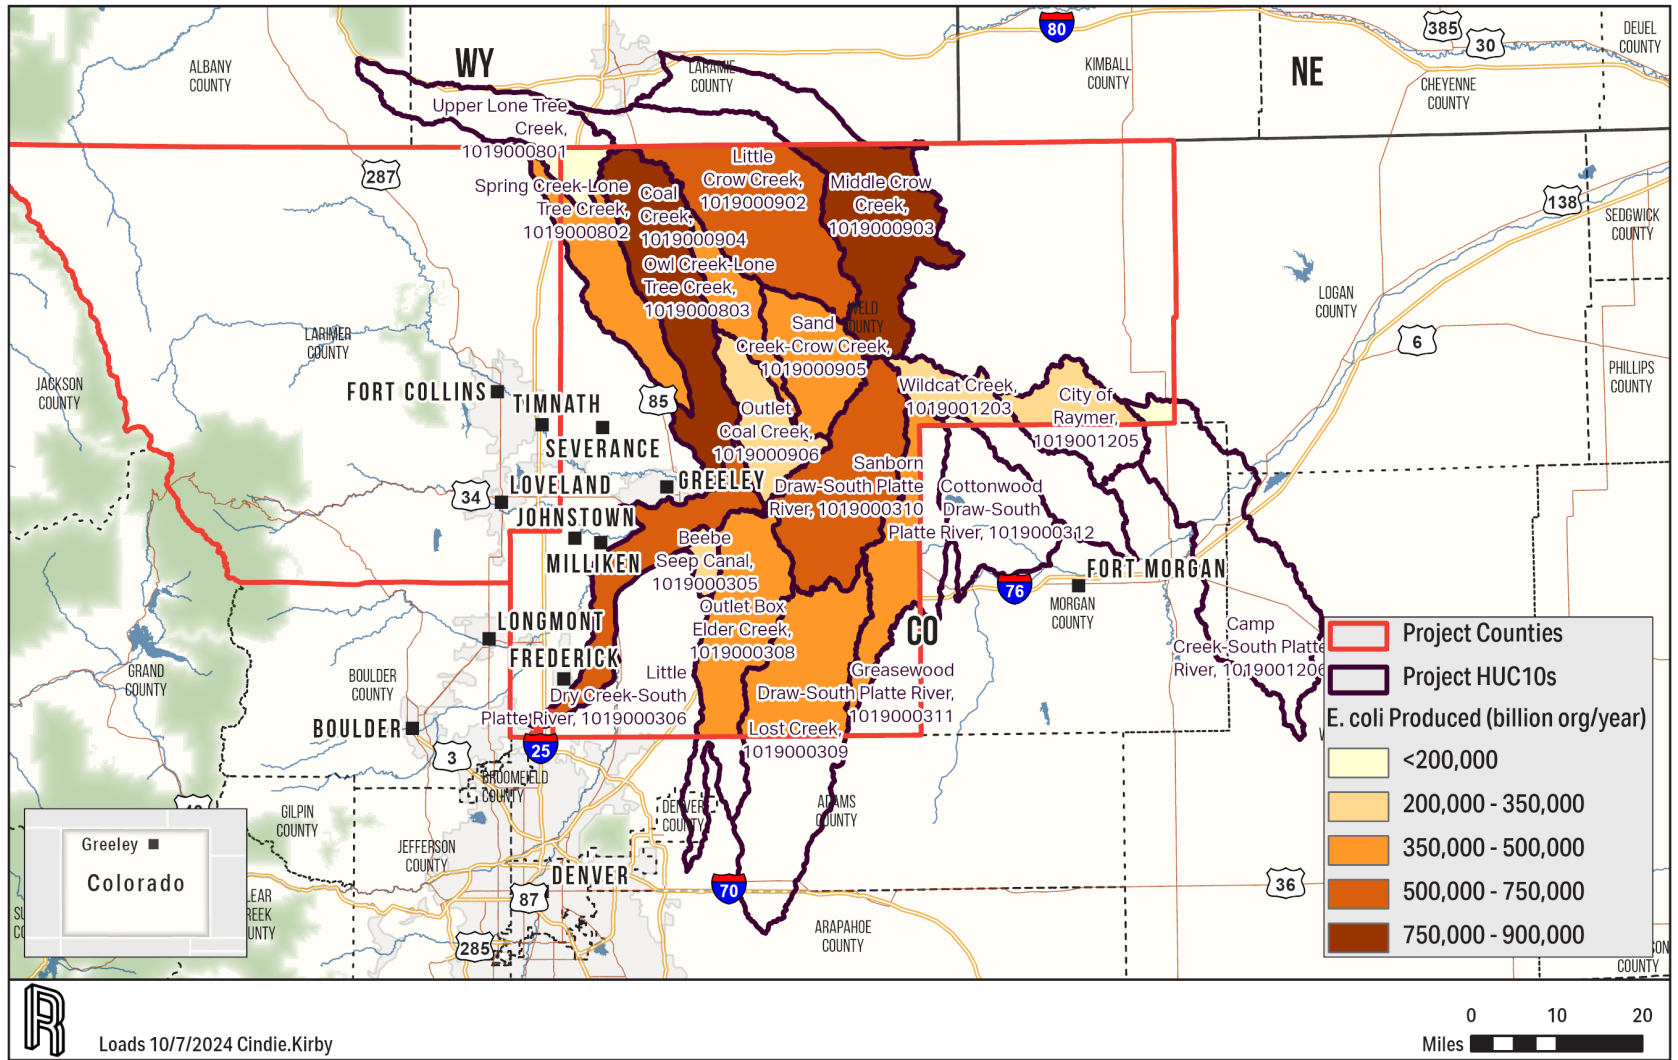 WY
NE
CO
80
385
30
DEUEL
COUNTY
ALBANY
COUNTY
LARAMIE
COUNTY
KIMBALL
COUNTY
CHEYENNE
COUNTY
Upper Lone Tree
Creek,
1019000801
287
Spring Creek-Lone
Tree Creek,
1019000802
Coal
Creek,
1019000904
Little
Crow Creek,
1019000902
Middle Crow
Creek,
1019000903
138
SEDGWICK
COUNTY
Owl Creek-Lone
Tree Creek,
1019000803
WELD
COUNTY
LOGAN
COUNTY
Sand
Creek-Crow Creek,
1019000905
6
LARIMER
COUNTY
JACKSON
COUNTY
PHILLIPS
COUNTY
FORT COLLINS
TIMNATH
85
SEVERANCE
Wildcat Creek,
1019001203
City of
Raymer,
1019001205
Outlet
Coal Creek,
1019000906
GREELEY
LOVELAND
34
JOHNSTOWN
MILLIKEN
Sanborn
Draw-South Platte
River, 1019000310
Cottonwood
Draw-South
Platte River, 1019000312
Beebe
Seep Canal,
1019000305
FORT MORGAN
76
MORGAN
COUNTY
LONGMONT
Outlet Box
Elder Creek,
1019000308
FREDERICK
Camp
Creek-South Platte
River, 1019001206
GRAND
COUNTY
BOULDER
COUNTY
BOULDER
Little
Dry Creek-South
Platte River, 1019000306
Greasewood
Draw-South Platte River,
1019000311
Lost Creek,
1019000309
3
25
BROOMFIELD
COUNTY
DENVER
COUNTY
ADAMS
COUNTY
GILPIN
COUNTY
JEFFERSON
COUNTY
DENVER
70
87
36
285
ARAPAHOE
COUNTY
Project Counties
Project HUC10s
E. coli Produced (billion org/year)
<200,000
200,000 - 350,000
350,000 - 500,000
500,000 - 750,000
750,000 - 900,000
COUNTY
Greeley
Colorado
Loads 10/7/2024 Cindie.Kirby
0 10 20
Miles